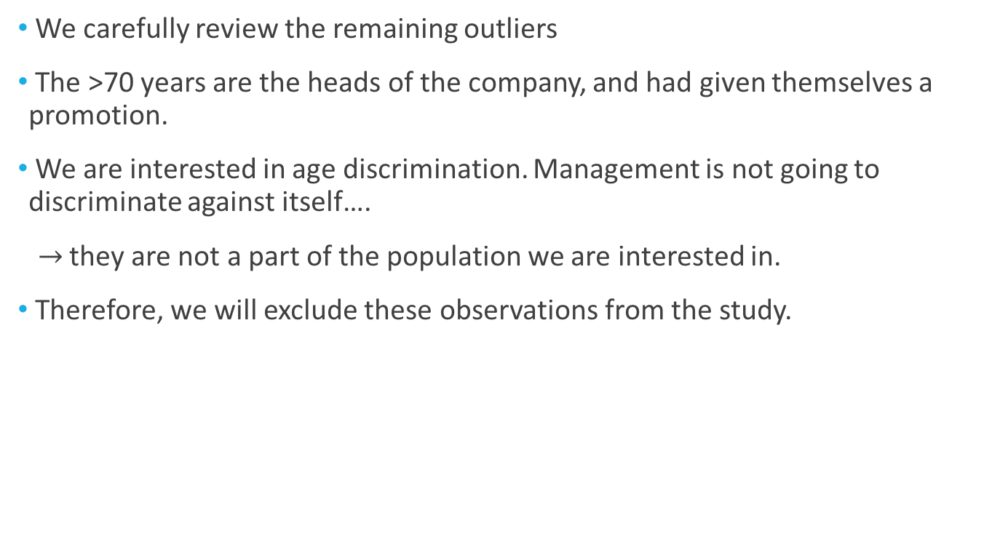 • We carefully review the remaining outliers
• The >70 years are the heads of the company, and had given themselves a
promotion.
• We are interested in age discrimination. Management is not going to
discriminate against itself….
→ they are not a part of the population we are interested in.
• Therefore, we will exclude these observations from the study.